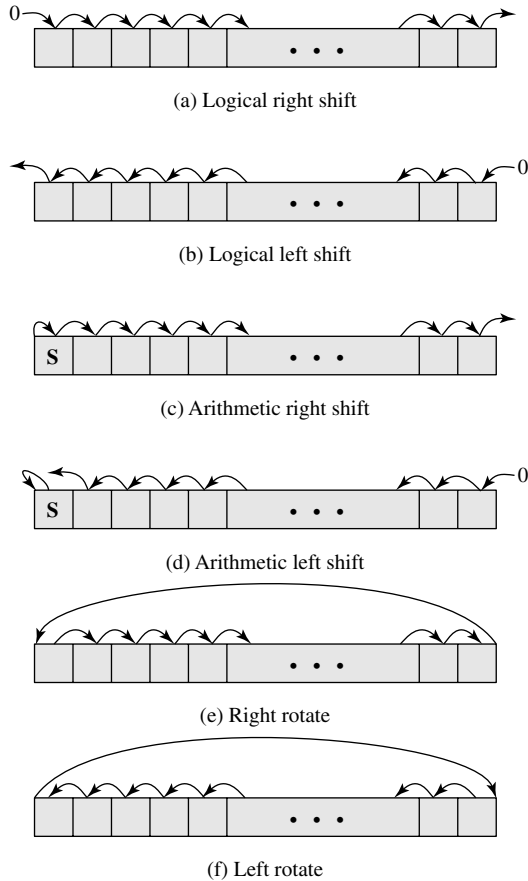 0
• • •
(a) Logical right shift
0
• • •
(b) Logical left shift
S
• • •
(c) Arithmetic right shift
0
S
• • •
(d) Arithmetic left shift
• • •
(e) Right rotate
• • •
(f) Left rotate